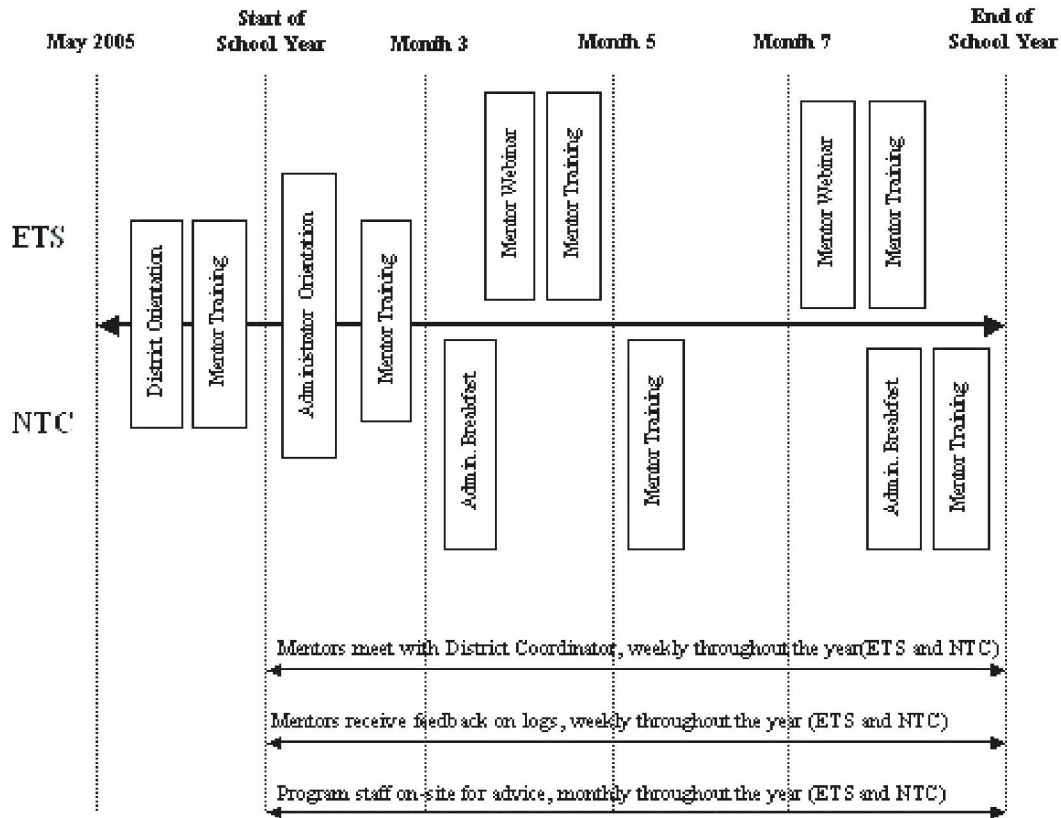 May 2005
Start of
School Year
Month 3
Month 5
Month 7
End of
School Year
ETS
NTC
District Orientation
Mentor Training
Administrator Orientation
Mentor Training
Mentor Webinar
Mentor Training
Mentor Webinar
Mentor Training
Admin. Breakfast
Mentor Training
Admin. Breakfast
Mentor Training
Mentors meet with District Coordinator, weekly throughout the year(ETS and NTC)
Mentors receive feedback on logs, weekly throughout the year (ETS and NTC)
Program staff on-site for advice, monthly throughout the year (ETS and NTC)